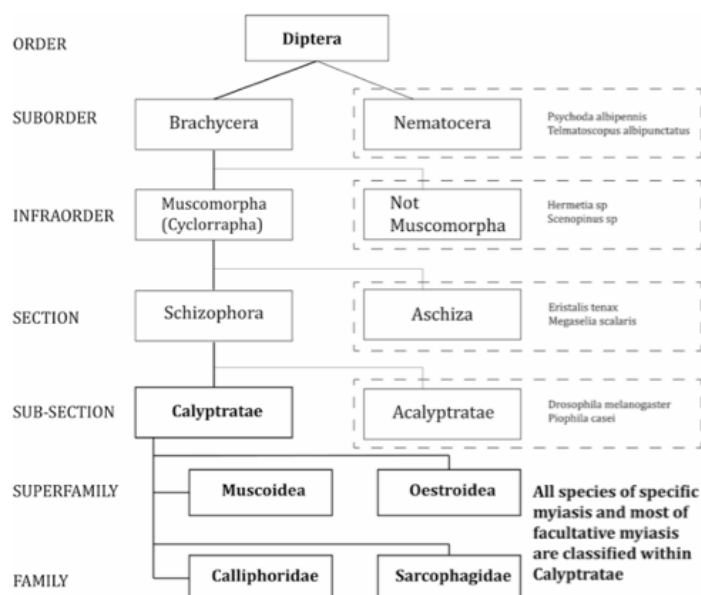 ORDER
Diptera
SUBORDER
Brachycera
Nematocera
Psychoda albipennis
Telmatoscopus albipunctatus
INFRAORDER
Muscomorpha
(Cyclorrapha)
Not
Muscomorpha
Hermetia sp
Scenopinus sp
SECTION
Schizophora
Aschiza
Eristalis tenax
Megaselia scalaris
SUB-SECTION
Calyptratae
Acalyptratae
Drosophila melanogaster
Piophila casei
SUPERFAMILY
Muscoidea
Oestroidea
All species of specific
myiasis and most of
facultative myiasis
are classified within
Calyptratae
FAMILY
Calliphoridae
Sarcophagidae